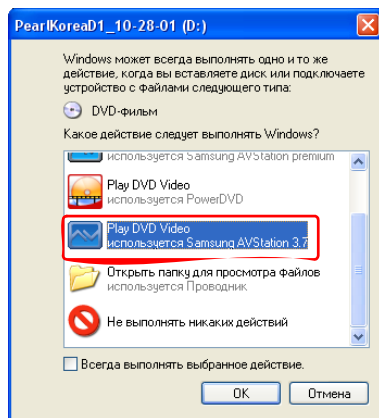 PearlKoreaD1_10-28-01 (D:)
Windows может всегда выполнять одно и то же
действие, когда вы вставляете диск или подключаете
устройство с файлами следующего типа:
DVD-фильм
Какое действие следует выполнять Windows?
используется Samsung AVStation premium
Play DVD Video
используется PowerDVD
Play DVD Video
используется Samsung AVStation 3.7
Открыть папку для просмотра файлов
используется Проводник
Не выполнять никаких действий
Всегда выполнять выбранное действие.
OK
Отмена